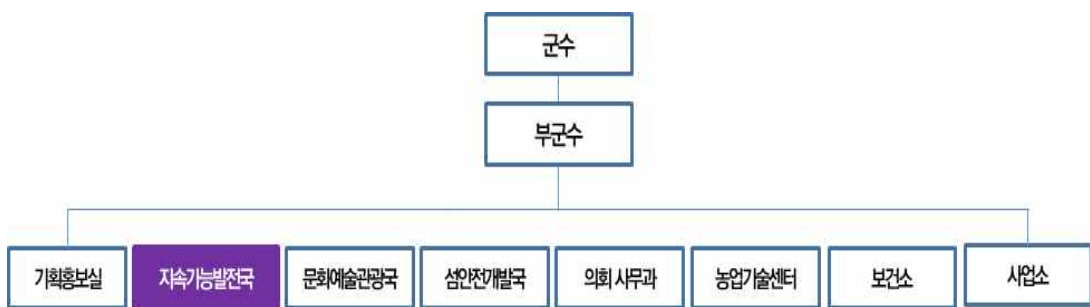 군수
부군수
기획홍보실
지속가능발전국
문화예술관광국
섬안전개발국
의회 사무과
농업기술센터
보건소
사업소